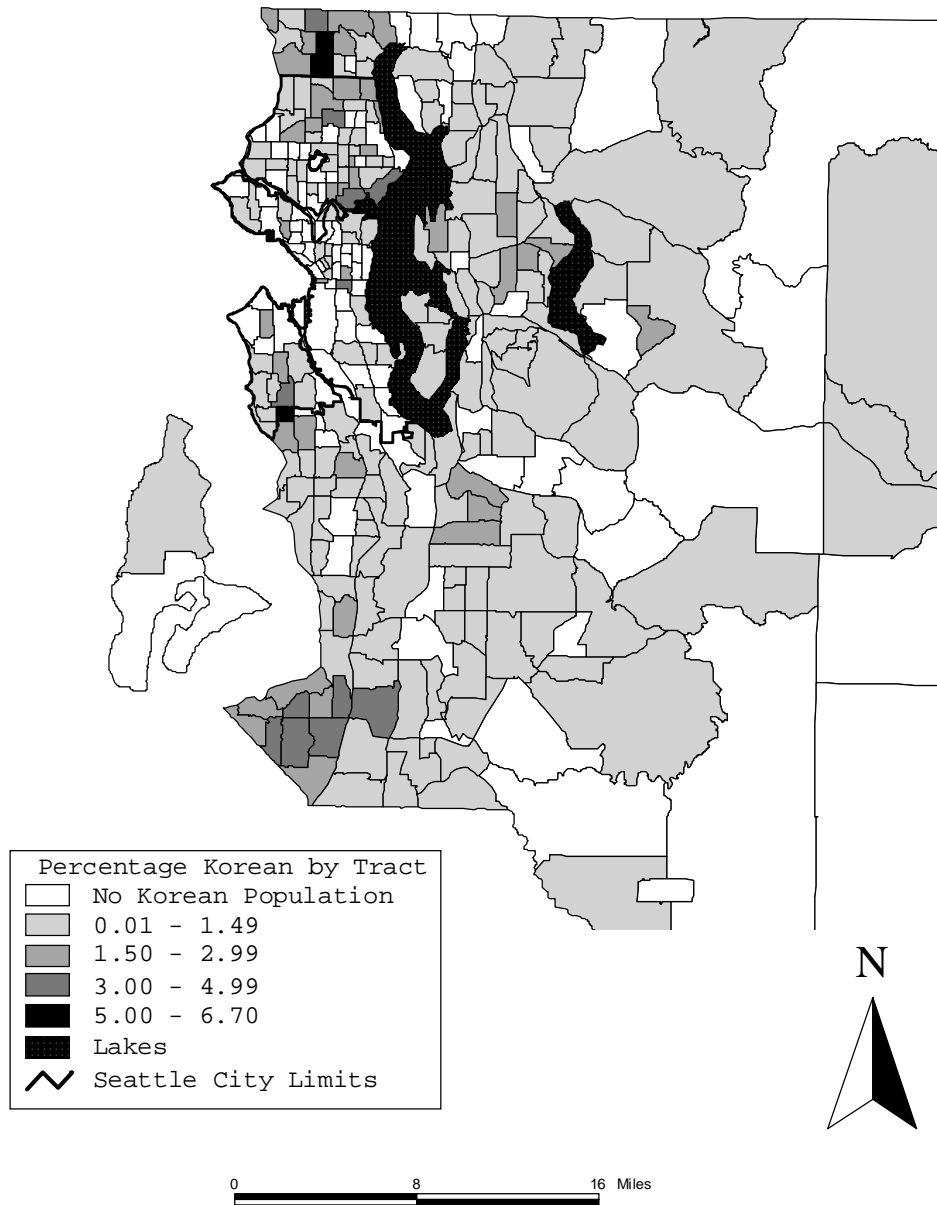 Percentage Korean by Tract
No Korean Population
0.01 - 1.49
1.50 - 2.99
3.00 - 4.99
5.00 - 6.70
Lakes
Seattle City Limits
N
0 8 16 Miles